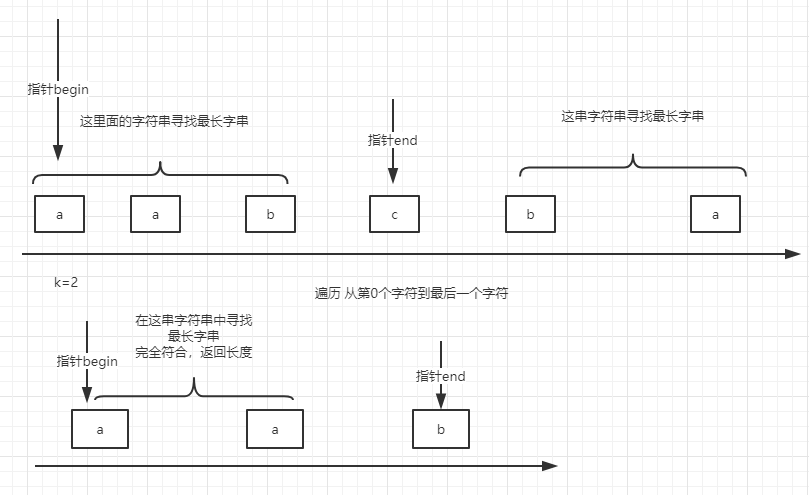 指针begin
这里面的字符串寻找最长字串
指针end
这串字符串寻找最长字串
a
a
b
c
b
a
k=2
遍历 从第0个字符到最后一个字符
在这串字符串中寻找
最长字串
完全符合，返回长度
指针begin
指针end
a
a
b